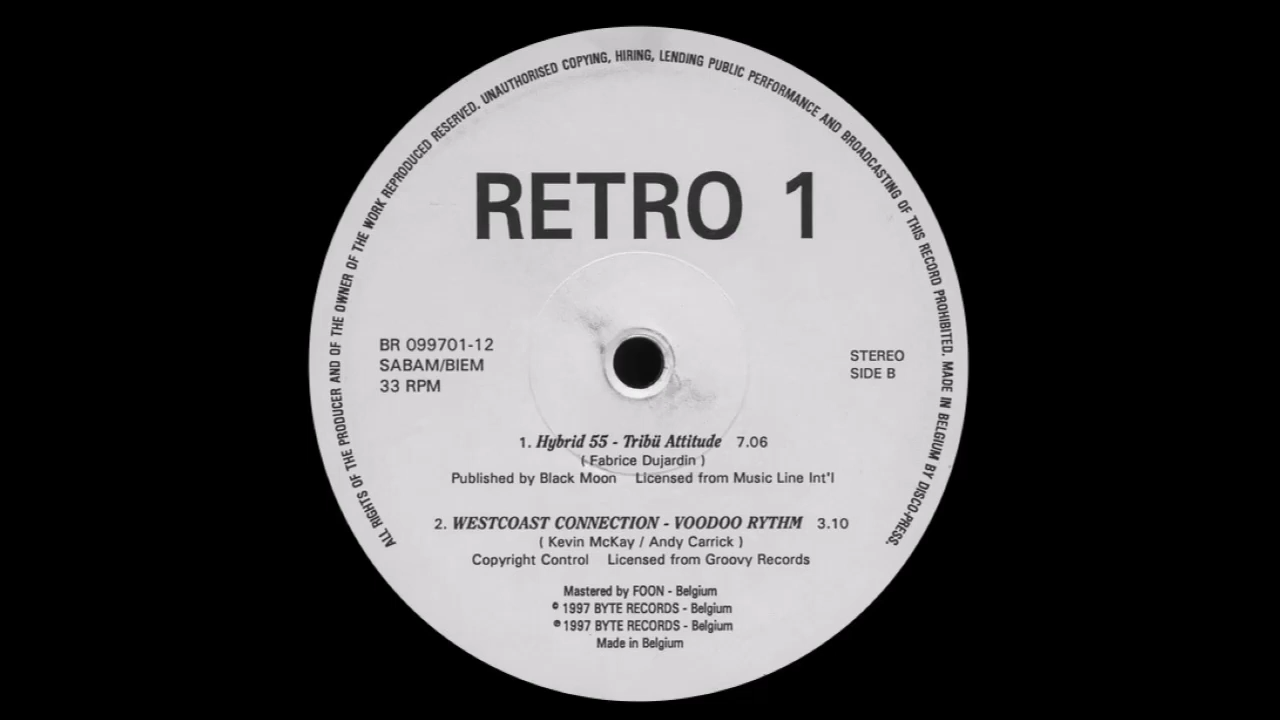 ALL RIGHTS OF THE PRODUCER AND OF THE OWNER OF THE WORK REPRODUCED RESERVED. UNAUTHORISED COPYING, HIRING, LENDING PUBLIC PERFORMANCE AND BROADCASTING OF THIS RECORD PROHIBITED. MADE IN BELGIUM BY DISCO-PRESS.
RETRO 1
BR 099701-12
SABAM/BIEM
33 RPM
STEREO
SIDE B
1. Hybrid 55 - Tribü Attitude 7.06
( Fabrice Dujardin )
Published by Black Moon Licensed from Music Line Int'l
2. WESTCOAST CONNECTION - VOODOO RYTHM 3.10
( Kevin McKay / Andy Carrick )
Copyright Control Licensed from Groovy Records
Mastered by FOON - Belgium
© 1997 BYTE RECORDS - Belgium
℗ 1997 BYTE RECORDS - Belgium
Made in Belgium